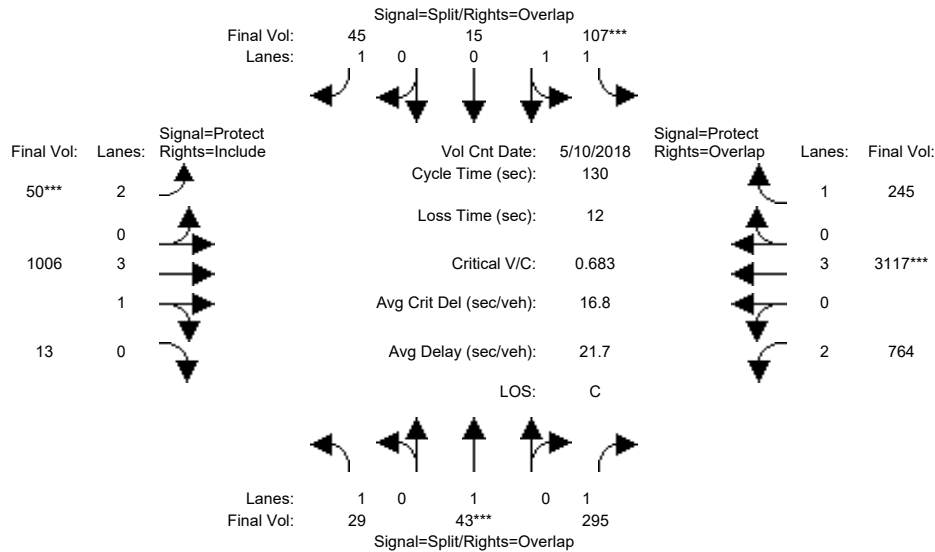 Signal=Split/Rights=Overlap
Final Vol: 45 15 107***
Lanes: 1 0 0 1 1
Signal=Protect Signal=Protect
Final Vol: Lanes: Rights=Include Vol Cnt Date: 5/10/2018 Rights=Overlap Lanes: Final Vol:
Cycle Time (sec): 130
50*** 2 1 245
Loss Time (sec): 12
0 0
1006 3 Critical V/C: 0.683 3 3117***
1 Avg Crit Del (sec/veh): 16.8 0
13 0 Avg Delay (sec/veh): 21.7 2 764
LOS: C
Lanes: 1 0 1 0 1
Final Vol: 29 43*** 295
Signal=Split/Rights=Overlap